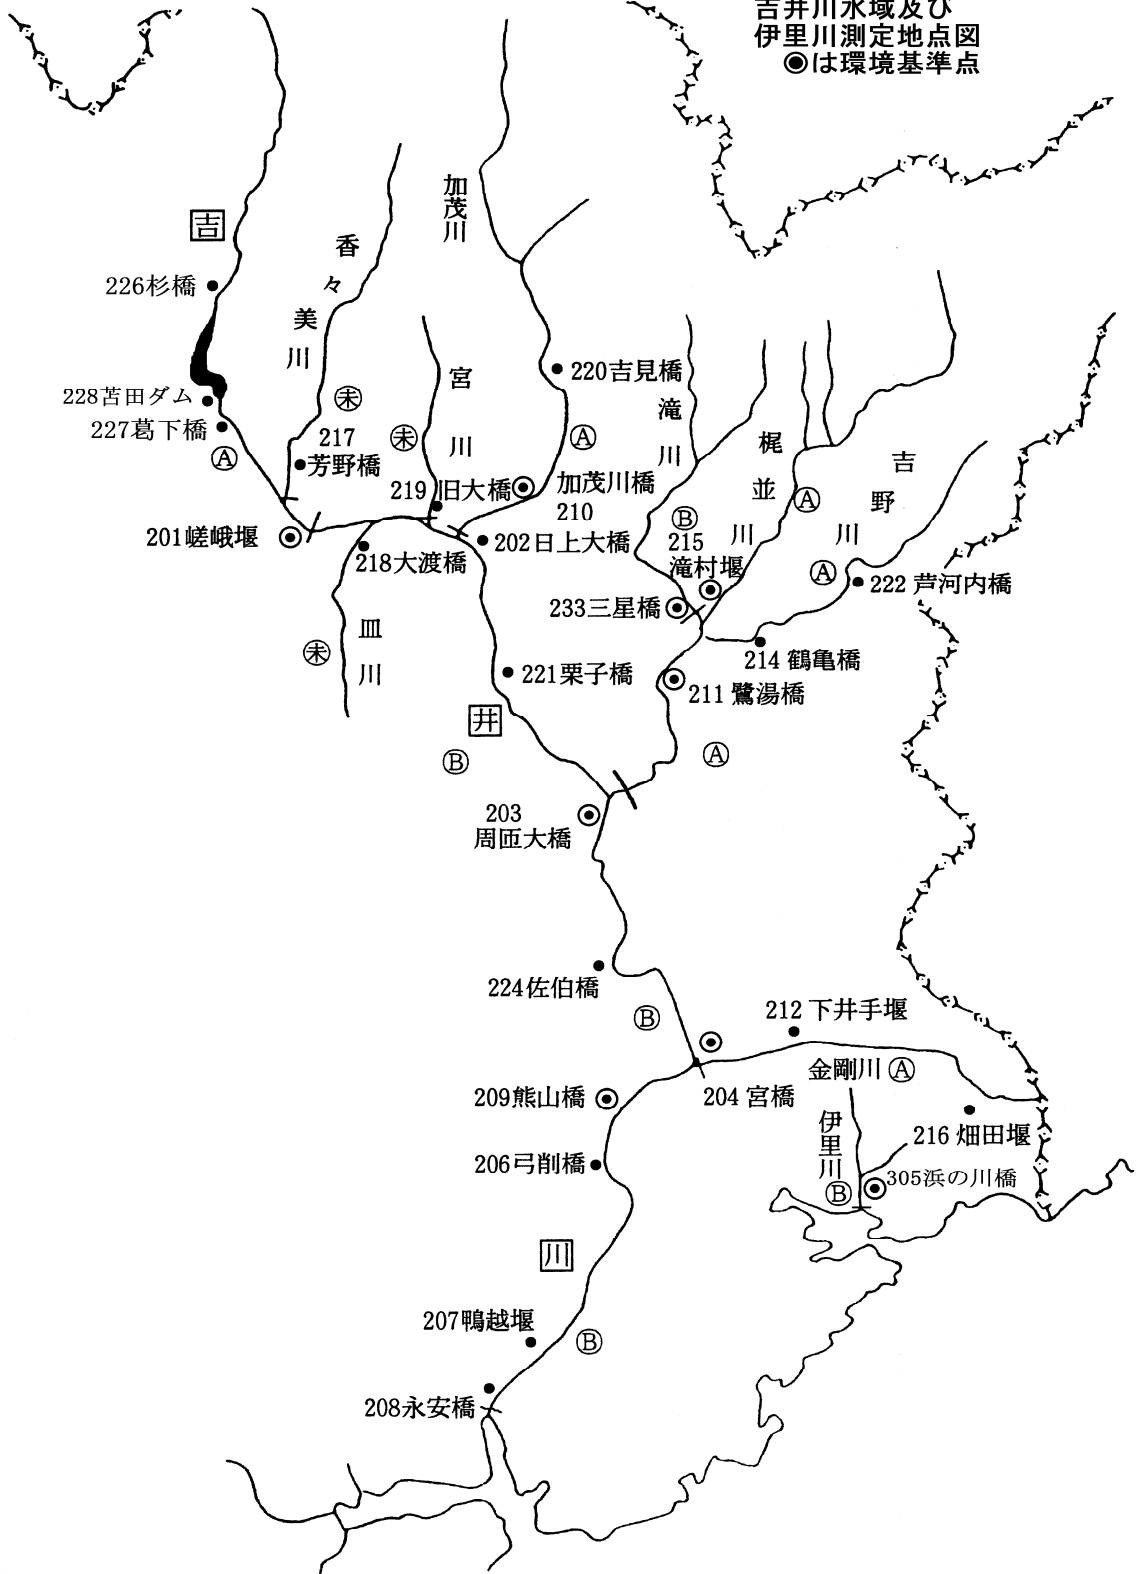 吉井川水域及び
伊里川測定地点図
◎は環境基準点
加茂川
吉
香々美川
226杉橋
220吉見橋
宮川
滝川
228苫田ダム
㊤
227葛下橋
Ⓐ
217
芳野橋
未
未
Ⓐ
梶並川
吉野川
219
旧大橋
加茂川橋
210
Ⓑ
Ⓐ
201嵯峨堰
202日上大橋
215
滝村堰
218大渡橋
Ⓐ
222芦河内橋
233三星橋
皿川
未
214鶴亀橋
221栗子橋
211鷺湯橋
井
Ⓑ
Ⓐ
203
周匝大橋
224佐伯橋
Ⓑ
212下井手堰
金剛川Ⓐ
209熊山橋
204宮橋
伊里川
216畑田堰
206弓削橋
305浜の川橋
Ⓑ
川
207鴨越堰
Ⓑ
208永安橋